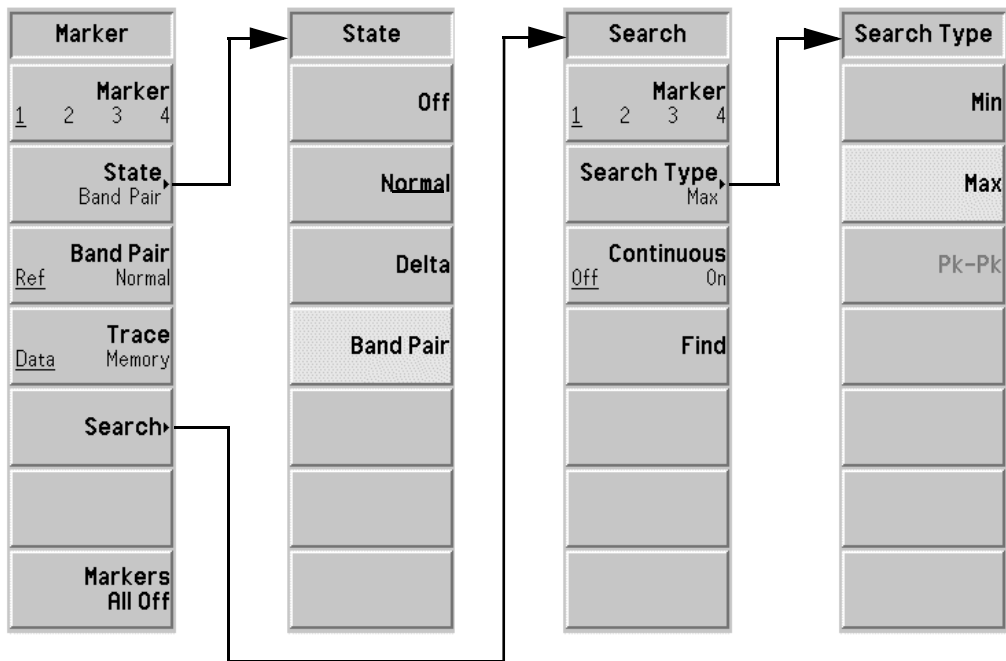 Marker
Marker
1 2 3 4
State
Band Pair
Band Pair
Ref Normal
Trace
Data Memory
Search
Markers
All Off
State
Off
Normal
Delta
Band Pair
Search
Marker
1 2 3 4
Search Type
Max
Continuous
Off On
Find
Search Type
Min
Max
Pk-Pk